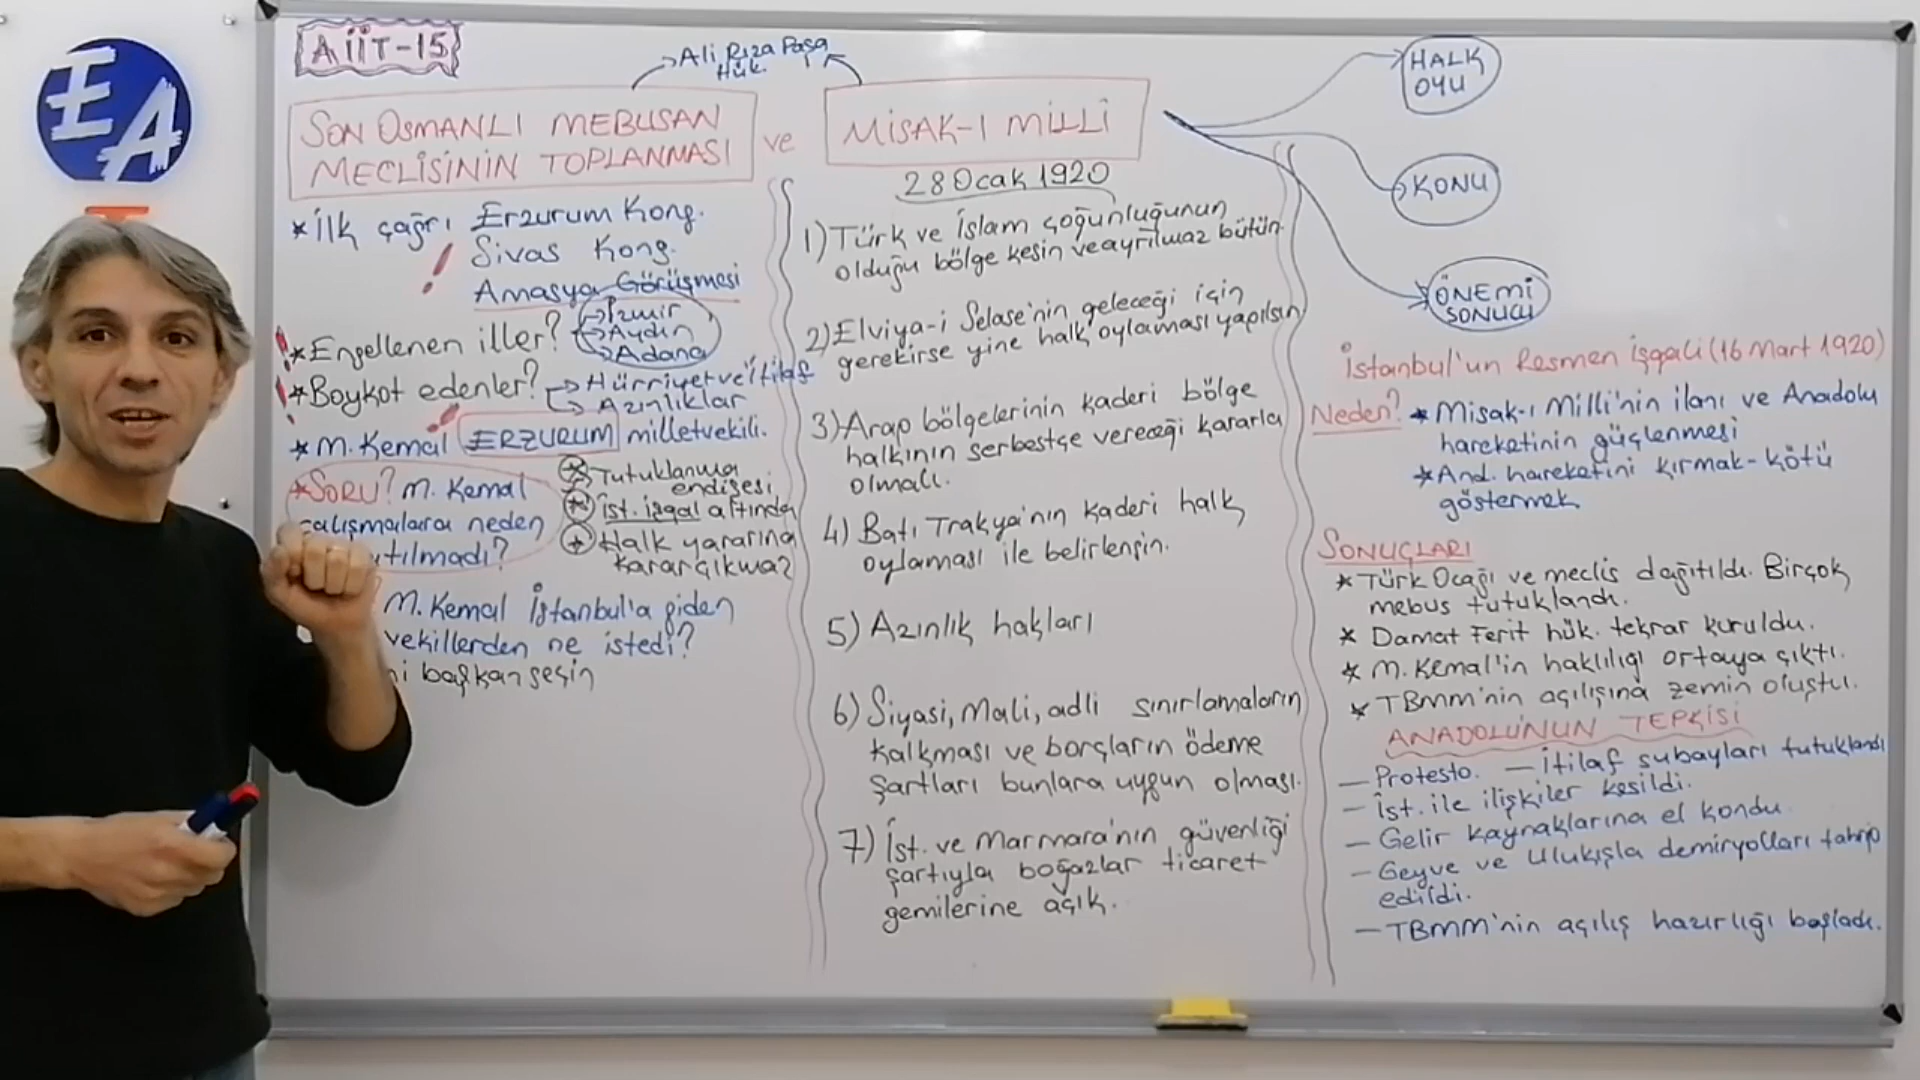 EA
AİİT-15
Ali Rıza Paşa
Hük.
SON OSMANLI MEBUSAN
MECLİSİNİN TOPLANMASI
ve
MİSAK-I MİLLİ
28 Ocak 1920
* İlk çağrı Erzurum Kong.
! Sivas Kong.
Amasya Görüşmesi
! * Engellenen iller? → İzmir
→ Aydın
→ Adana
! * Boykot edenler? → Hürriyet ve İtilaf
→ Azınlıklar
* M. Kemal ! ERZURUM milletvekili.
* SORU? M. Kemal
çalışmalara neden
tılmadı?
* Tutuklanma
endişesi
* İst. işgal altında
* Halk yararına
karar çıkmaz
M. Kemal İstanbul'a giden
vekillerden ne istedi?
ni başkan seçin
1) Türk ve İslam çoğunluğunun
olduğu bölge kesin ve ayrılmaz bütün.
2) Elviya-i Selase'nin geleceği için
gerekirse yine halk oylaması yapılsın
3) Arap bölgelerinin kaderi bölge
halkının serbestçe vereceği kararla
olmalı.
4) Batı Trakya'nın kaderi halk
oylaması ile belirlensin.
5) Azınlık hakları
6) Siyasi, Mali, adli sınırlamaların
kalkması ve borçların ödeme
şartları bunlara uygun olması.
7) İst. ve Marmara'nın güvenliği
şartıyla boğazlar ticaret
gemilerine açık.
HALK
OYU
KONU
ÖNEMİ
SONUCU
İstanbul'un Resmen işgali (16 Mart 1920)
Neden? * Misak-ı Milli'nin ilanı ve Anadolu
hareketinin güçlenmesi
* And. hareketini kırmak - kötü
göstermek
SONUÇLARI
* Türk Ocağı ve meclis dağıtıldı. Birçok
mebus tutuklandı.
* Damat Ferit hük. tekrar kuruldu.
* M. Kemal'in haklılığı ortaya çıktı.
* TBMM'nin açılışına zemin oluştu.
ANADOLU'NUN TEPKİSİ
— Protesto. — İtilaf subayları tutuklandı
— İst. ile ilişkiler kesildi.
— Gelir kaynaklarına el kondu.
— Geyve ve Ulukışla demiryolları tahrip
edildi.
— TBMM'nin açılış hazırlığı başladı.